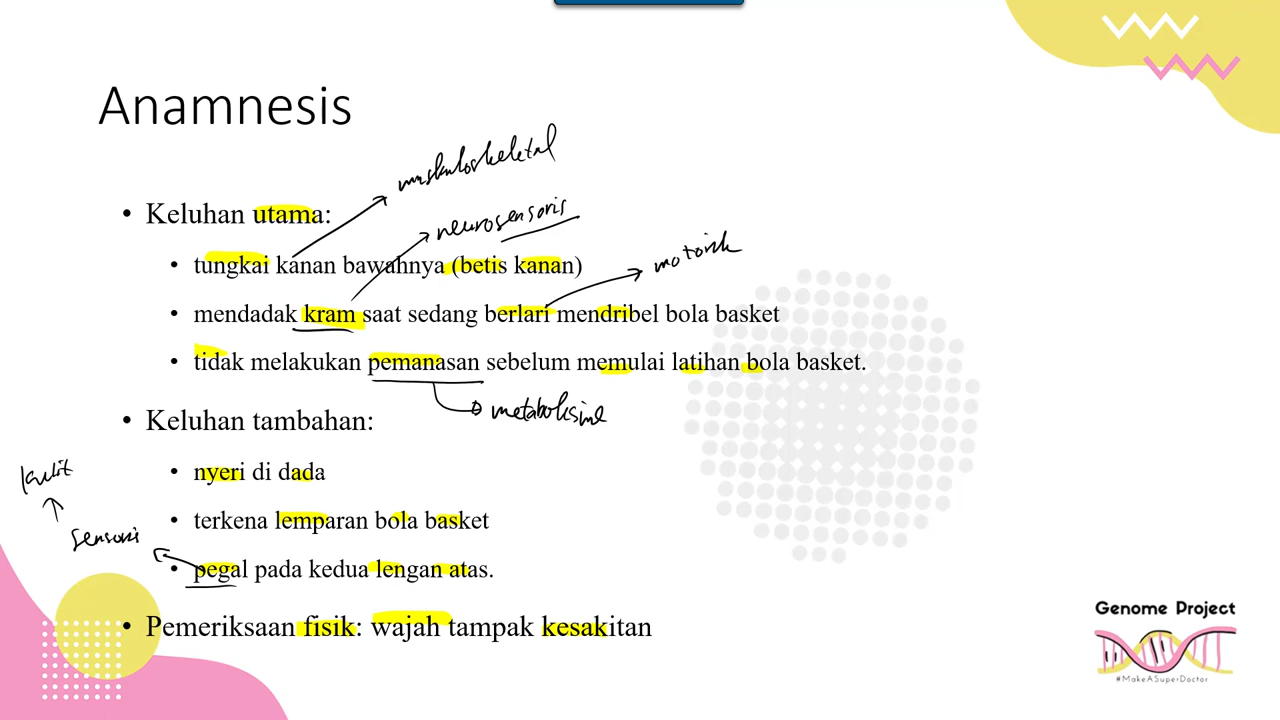 Anamnesis
muskuloskeletal
• Keluhan utama:
neurosensoris
• tungkai kanan bawahnya (betis kanan)
motorik
• mendadak kram saat sedang berlari mendribel bola basket
• tidak melakukan pemanasan sebelum memulai latihan bola basket.
metabolisme
• Keluhan tambahan:
kulit
• nyeri di dada
• terkena lemparan bola basket
sensoris
• pegal pada kedua lengan atas.
• Pemeriksaan fisik: wajah tampak kesakitan
Genome Project
#MakeASuperDoctor